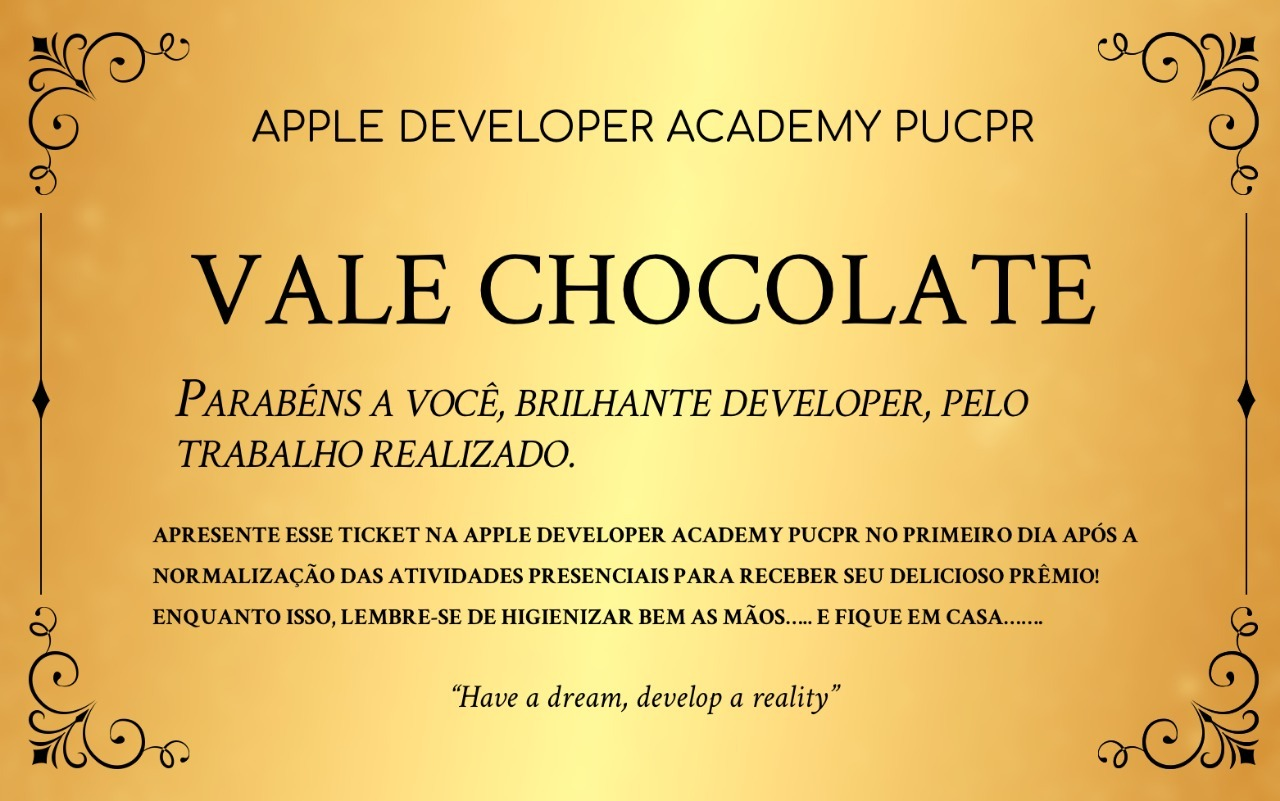 APPLE DEVELOPER ACADEMY PUCPR
VALE CHOCOLATE
PARABÉNS A VOCÊ, BRILHANTE DEVELOPER, PELO
TRABALHO REALIZADO.
APRESENTE ESSE TICKET NA APPLE DEVELOPER ACADEMY PUCPR NO PRIMEIRO DIA APÓS A
NORMALIZAÇÃO DAS ATIVIDADES PRESENCIAIS PARA RECEBER SEU DELICIOSO PRÊMIO!
ENQUANTO ISSO, LEMBRE-SE DE HIGIENIZAR BEM AS MÃOS..... E FIQUE EM CASA.......
“Have a dream, develop a reality”